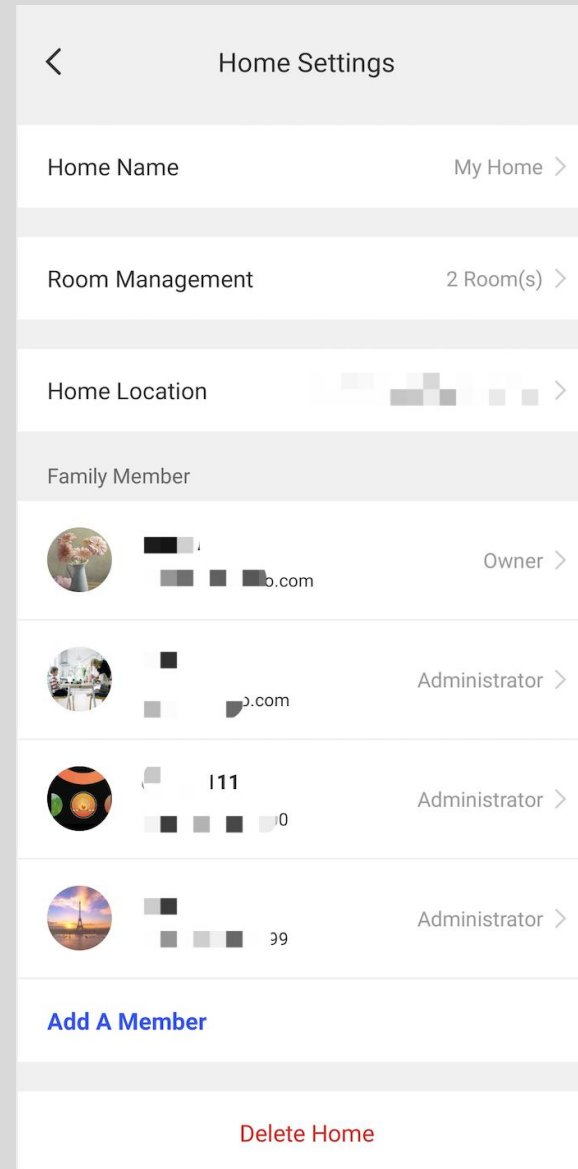 Home Settings
Home Name
My Home
Room Management
2 Room(s)
Home Location
Family Member
Owner
.com
Administrator
.com
Administrator
11
0
Administrator
99
Add A Member
Delete Home